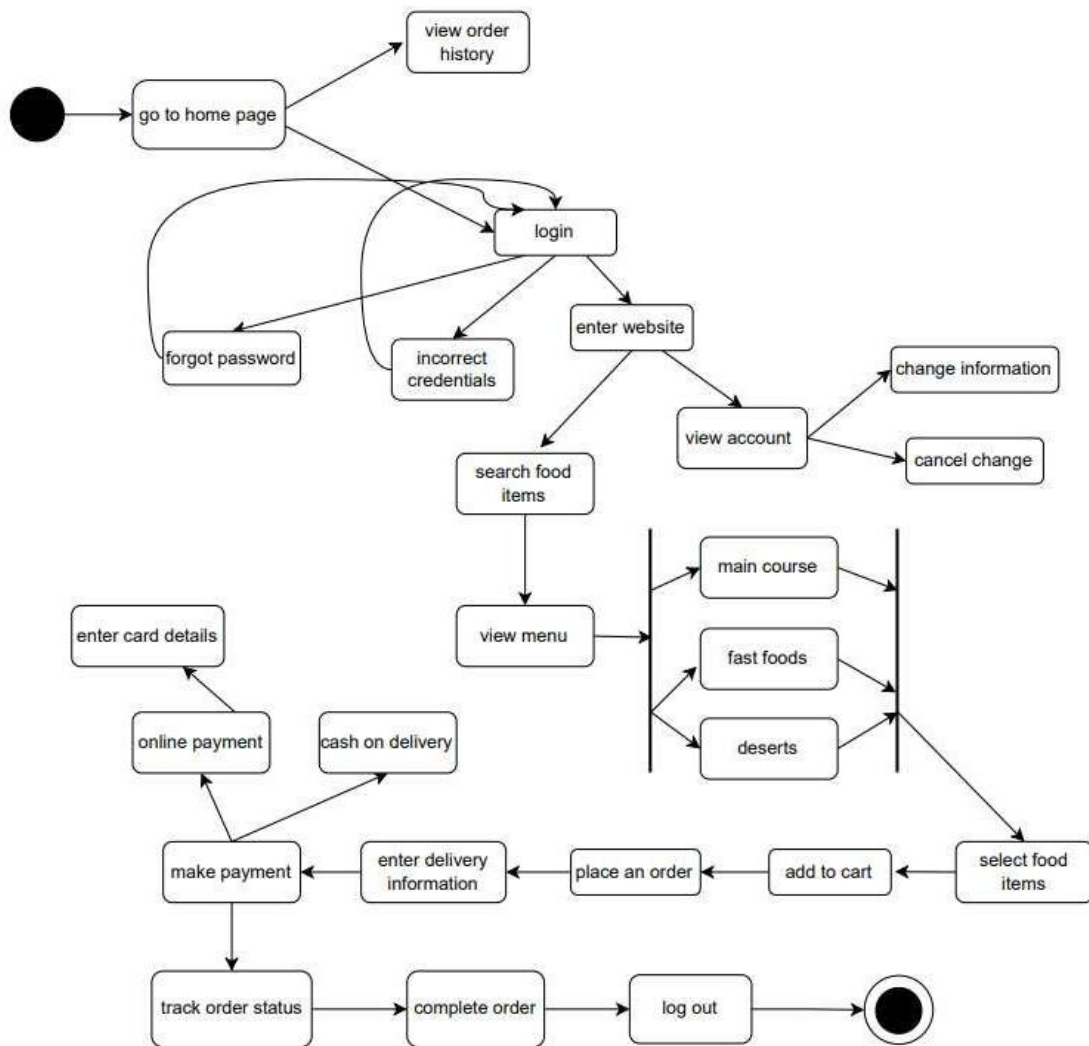 view order
history
go to home page
login
enter website
forgot password
incorrect
credentials
change information
view account
cancel change
search food
items
main course
enter card details
view menu
fast foods
online payment
cash on delivery
deserts
make payment
enter delivery
information
place an order
add to cart
select food
items
track order status
complete order
log out